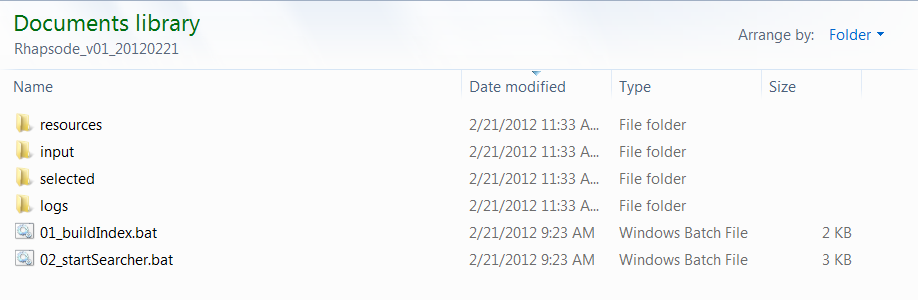 Documents library
Rhapsode_v01_20120221
Arrange by: Folder
Name Date modified Type Size
resources 2/21/2012 11:33 A... File folder
input 2/21/2012 11:33 A... File folder
selected 2/21/2012 11:33 A... File folder
logs 2/21/2012 11:33 A... File folder
01_buildIndex.bat 2/21/2012 9:23 AM Windows Batch File 2 KB
02_startSearcher.bat 2/21/2012 9:23 AM Windows Batch File 3 KB